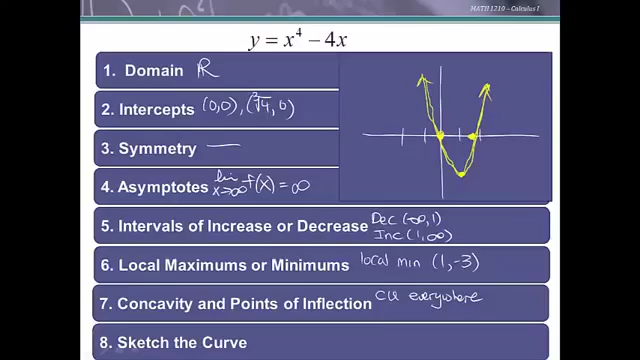 MATH 1210 – Calculus I
y = x⁴ − 4x
1. Domain ℝ
2. Intercepts (0,0), (∛4, 0)
3. Symmetry —
4. Asymptotes lim x→∞ f(x) = ∞
5. Intervals of Increase or Decrease Dec (-∞, 1)
Inc (1, ∞)
6. Local Maximums or Minimums local min (1, -3)
7. Concavity and Points of Inflection CU everywhere
8. Sketch the Curve